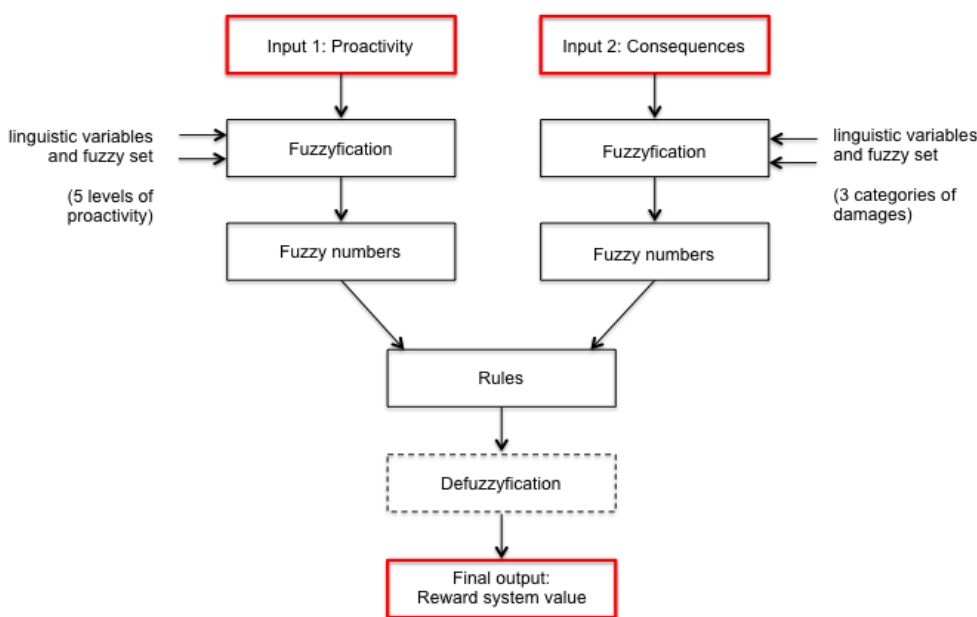 Input 1: Proactivity
Input 2: Consequences
linguistic variables
and fuzzy set
(5 levels of
proactivity)
Fuzzyfication
Fuzzyfication
linguistic variables
and fuzzy set
(3 categories of
damages)
Fuzzy numbers
Fuzzy numbers
Rules
Defuzzyfication
Final output:
Reward system value